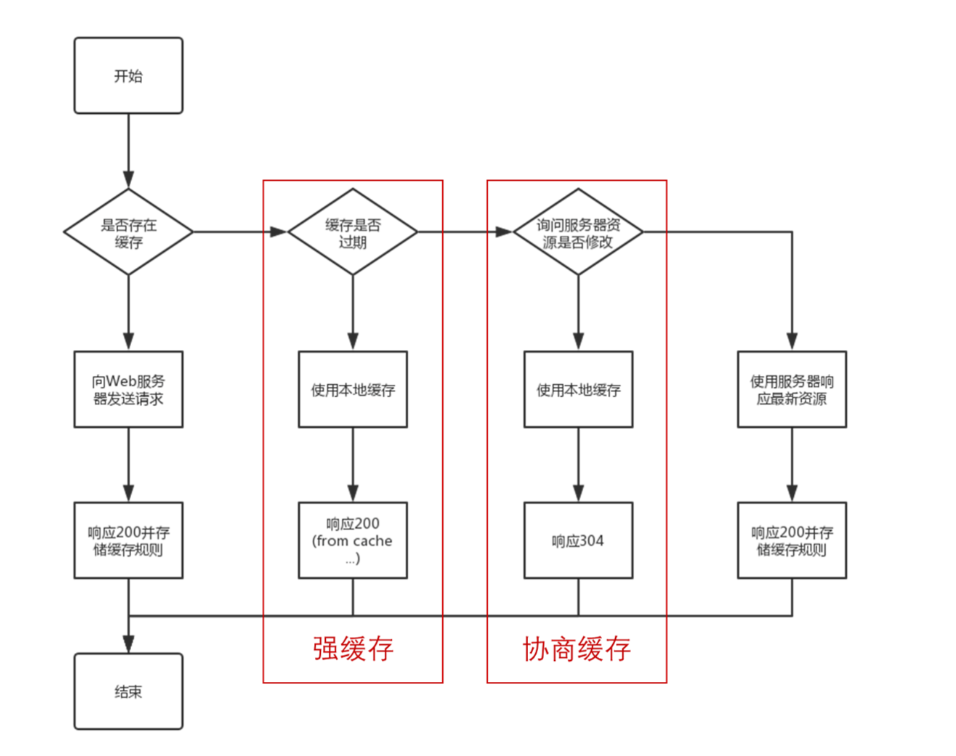 开始
是否存在
缓存
缓存是否
过期
询问服务器资
源是否修改
向Web服务
器发送请求
使用本地缓存
使用本地缓存
使用服务器响
应最新资源
响应200并存
储缓存规则
响应200
(from cache
...)
响应304
响应200并存
储缓存规则
强缓存
协商缓存
结束